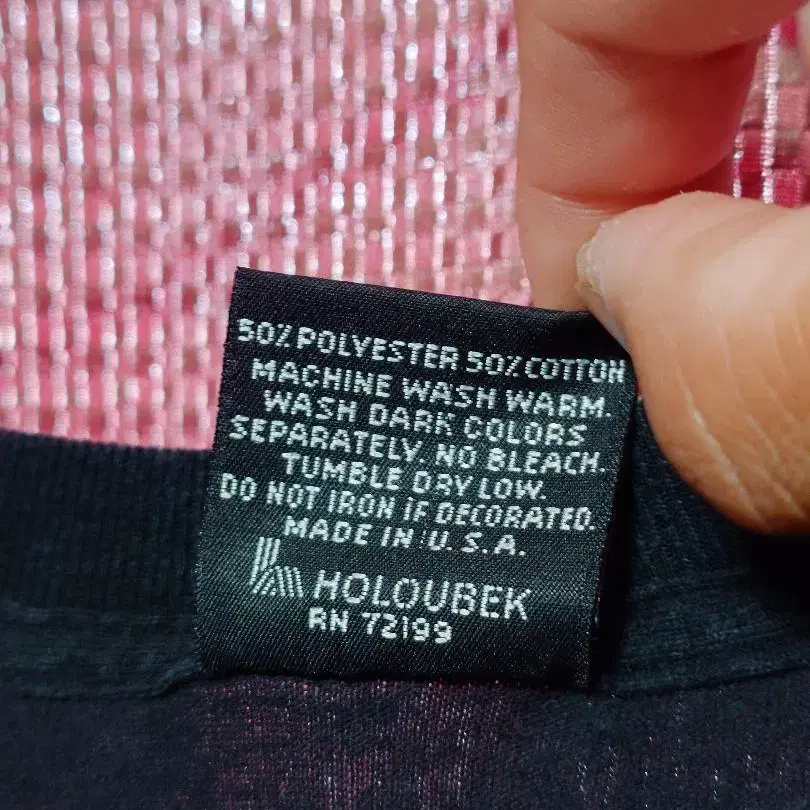 50% POLYESTER 50% COTTON
MACHINE WASH WARM.
WASH DARK COLORS
SEPARATELY. NO BLEACH.
TUMBLE DRY LOW.
DO NOT IRON IF DECORATED.
MADE IN U.S.A.
HOLOUBEK
RN 72199